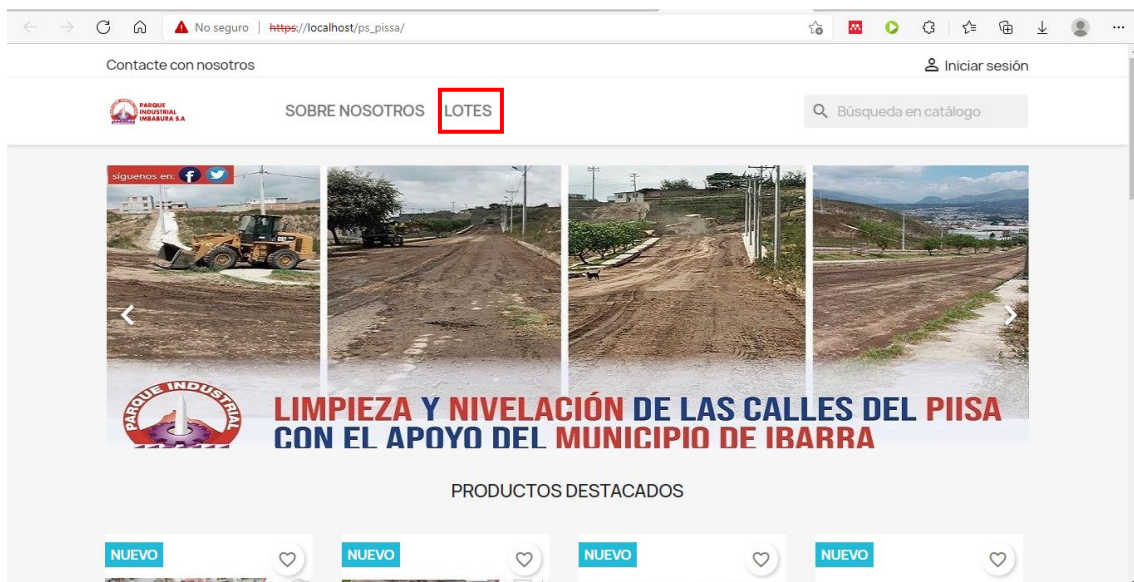 No seguro | https://localhost/ps_pissa/
Contacte con nosotros
Iniciar sesión
PARQUE
INDUSTRIAL
IMBABURA S.A
SOBRE NOSOTROS LOTES
Búsqueda en catálogo
síguenos en:
PARQUE INDUSTRIAL
LIMPIEZA Y NIVELACIÓN DE LAS CALLES DEL PIISA
CON EL APOYO DEL MUNICIPIO DE IBARRA
PRODUCTOS DESTACADOS
NUEVO NUEVO NUEVO NUEVO